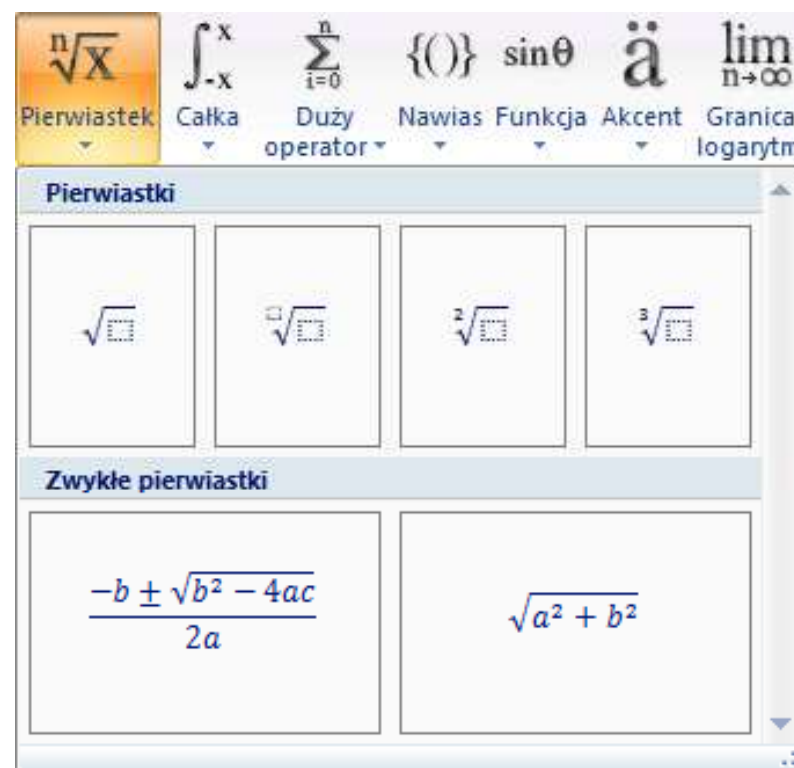 ⁿ√x ∫ˣ₋ₓ ∑ⁿᵢ₌₀ {()} sinθ ä lim n→∞
Pierwiastek Całka Duży operator Nawias Funkcja Akcent Granica logarytm
Pierwiastki
√ √ ²√ ³√
Zwykłe pierwiastki
(-b ± √(b² − 4ac))/2a √(a² + b²)